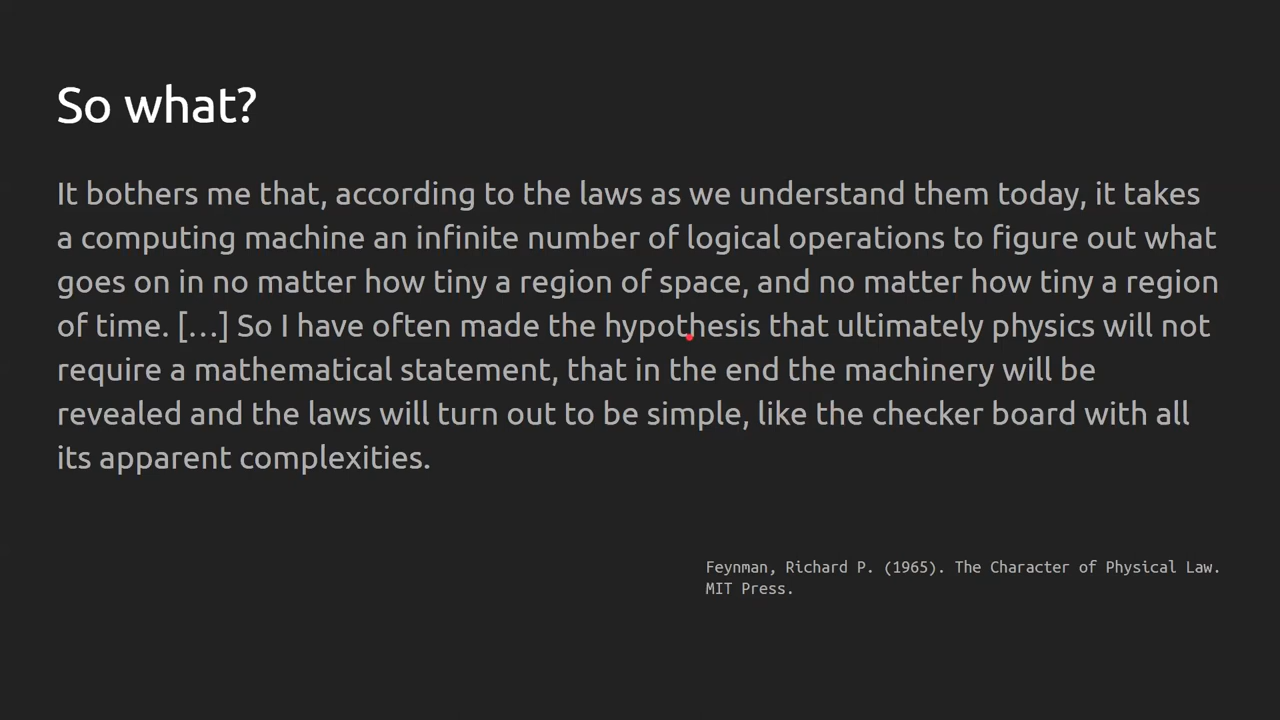 So what?
It bothers me that, according to the laws as we understand them today, it takes
a computing machine an infinite number of logical operations to figure out what
goes on in no matter how tiny a region of space, and no matter how tiny a region
of time. […] So I have often made the hypothesis that ultimately physics will not
require a mathematical statement, that in the end the machinery will be
revealed and the laws will turn out to be simple, like the checker board with all
its apparent complexities.
Feynman, Richard P. (1965). The Character of Physical Law.
MIT Press.